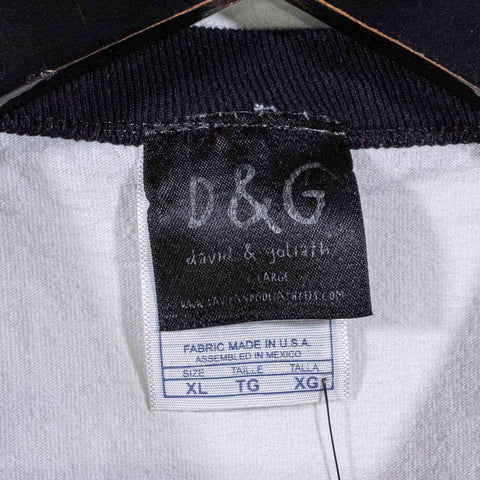 D & G
david & goliath
X LARGE
FABRIC MADE IN U.S.A.
ASSEMBLED IN MEXICO
SIZE TAILLE TALLA
XL TG XG